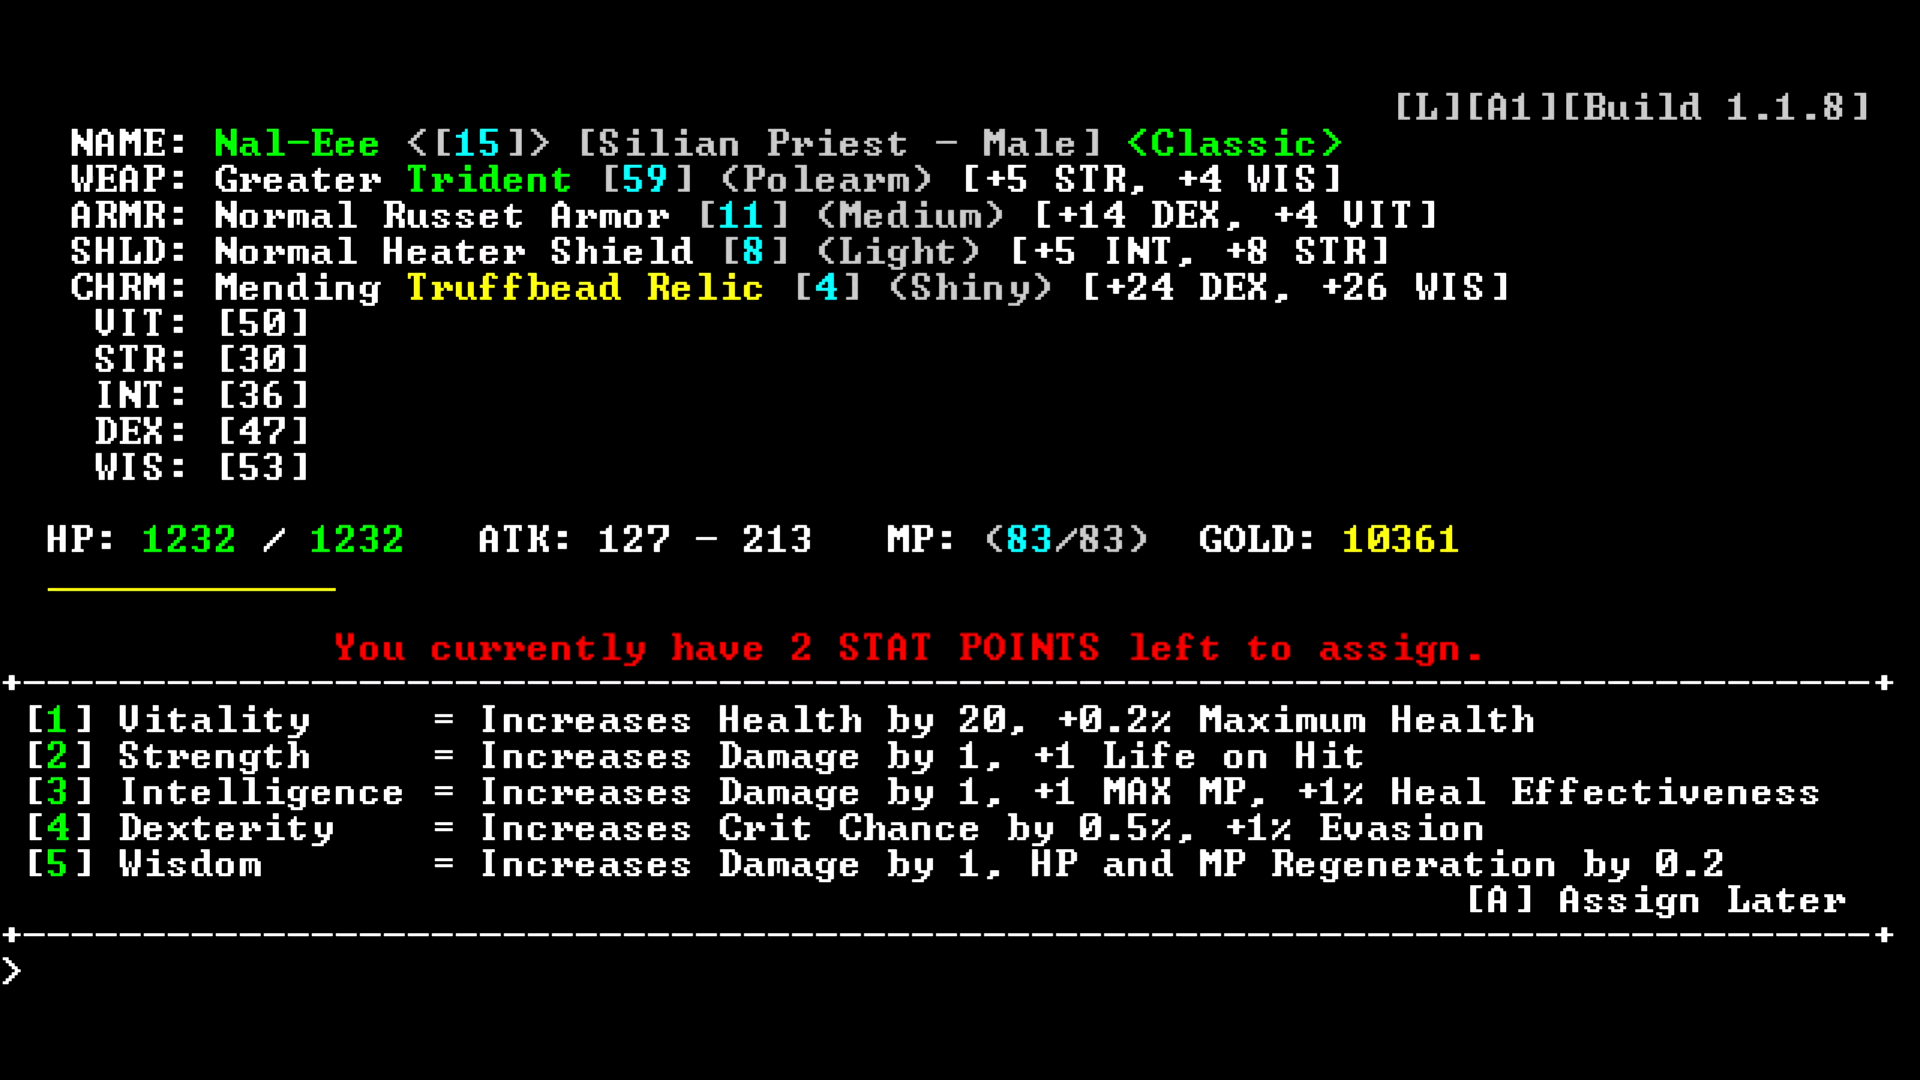 [L][A1][Build 1.1.8]
NAME: Nal-Eee <([15])> [Silian Priest - Male] <Classic>
WEAP: Greater Trident [59] (Polearm) [+5 STR, +4 WIS]
ARMR: Normal Russet Armor [11] (Medium) [+14 DEX, +4 VIT]
SHLD: Normal Heater Shield [8] (Light) [+5 INT, +8 STR]
CHRM: Mending Truffbead Relic [4] (Shiny) [+24 DEX, +26 WIS]
VIT: [50]
STR: [30]
INT: [36]
DEX: [47]
WIS: [53]
HP: 1232 / 1232 ATK: 127 - 213 MP: (83/83) GOLD: 10361
You currently have 2 STAT POINTS left to assign.
[1] Vitality = Increases Health by 20, +0.2% Maximum Health
[2] Strength = Increases Damage by 1, +1 Life on Hit
[3] Intelligence = Increases Damage by 1, +1 MAX MP, +1% Heal Effectiveness
[4] Dexterity = Increases Crit Chance by 0.5%, +1% Evasion
[5] Wisdom = Increases Damage by 1, HP and MP Regeneration by 0.2
[A] Assign Later
>